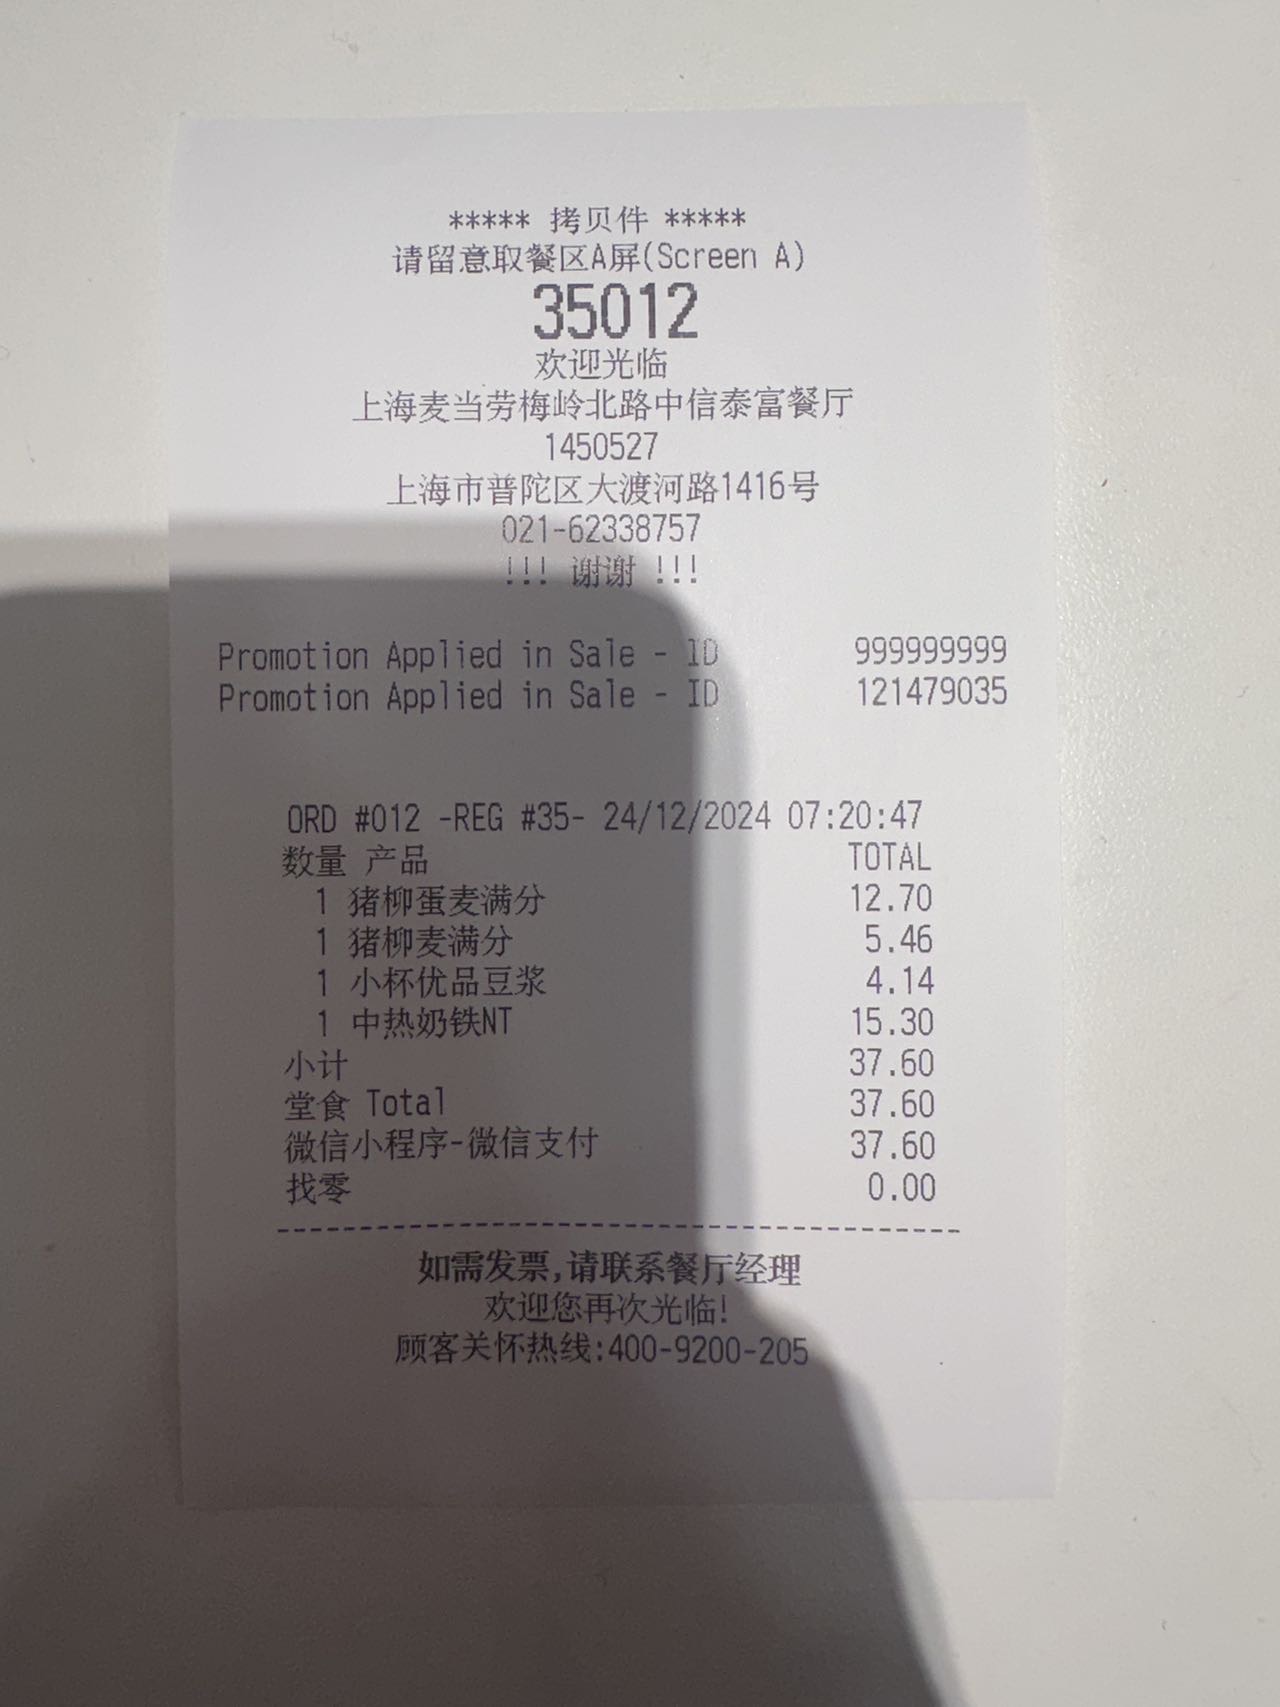 ***** 拷贝件 *****
请留意取餐区A屏(Screen A)
35012
欢迎光临
上海麦当劳梅岭北路中信泰富餐厅
1450527
上海市普陀区大渡河路1416号
021-62338757
!!! 谢谢 !!!
Promotion Applied in Sale - ID 999999999
Promotion Applied in Sale - ID 121479035
ORD #012 -REG #35- 24/12/2024 07:20:47
数量 产品 TOTAL
1 猪柳蛋麦满分 12.70
1 猪柳麦满分 5.46
1 小杯优品豆浆 4.14
1 中热奶铁NT 15.30
小计 37.60
堂食 Total 37.60
微信小程序-微信支付 37.60
找零 0.00
如需发票,请联系餐厅经理
欢迎您再次光临!
顾客关怀热线:400-9200-205